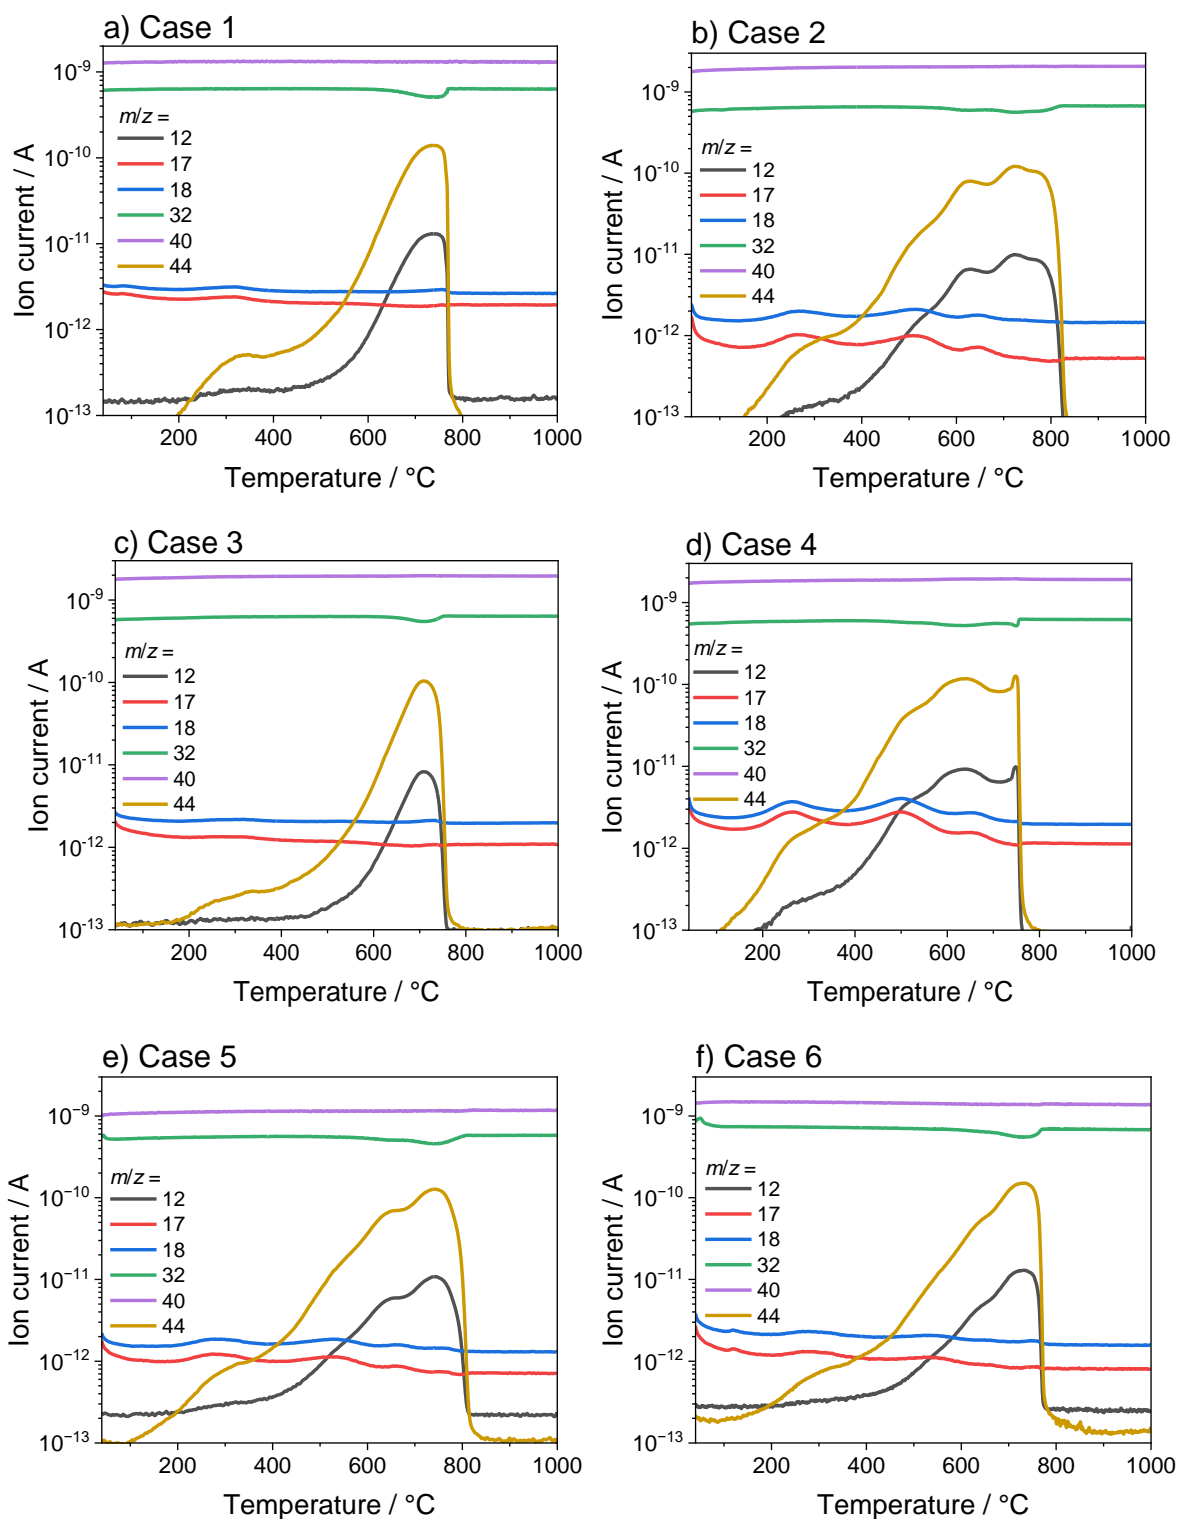 a) Case 1
10⁻⁹
10⁻¹⁰
10⁻¹¹
10⁻¹²
10⁻¹³
Ion current / A
m/z =
12
17
18
32
40
44
200 400 600 800 1000
Temperature / °C
b) Case 2
10⁻⁹
10⁻¹⁰
10⁻¹¹
10⁻¹²
10⁻¹³
Ion current / A
m/z =
12
17
18
32
40
44
200 400 600 800 1000
Temperature / °C
c) Case 3
10⁻⁹
10⁻¹⁰
10⁻¹¹
10⁻¹²
10⁻¹³
Ion current / A
m/z =
12
17
18
32
40
44
200 400 600 800 1000
Temperature / °C
d) Case 4
10⁻⁹
10⁻¹⁰
10⁻¹¹
10⁻¹²
10⁻¹³
Ion current / A
m/z =
12
17
18
32
40
44
200 400 600 800 1000
Temperature / °C
e) Case 5
10⁻⁹
10⁻¹⁰
10⁻¹¹
10⁻¹²
10⁻¹³
Ion current / A
m/z =
12
17
18
32
40
44
200 400 600 800 1000
Temperature / °C
f) Case 6
10⁻⁹
10⁻¹⁰
10⁻¹¹
10⁻¹²
10⁻¹³
Ion current / A
m/z =
12
17
18
32
40
44
200 400 600 800 1000
Temperature / °C